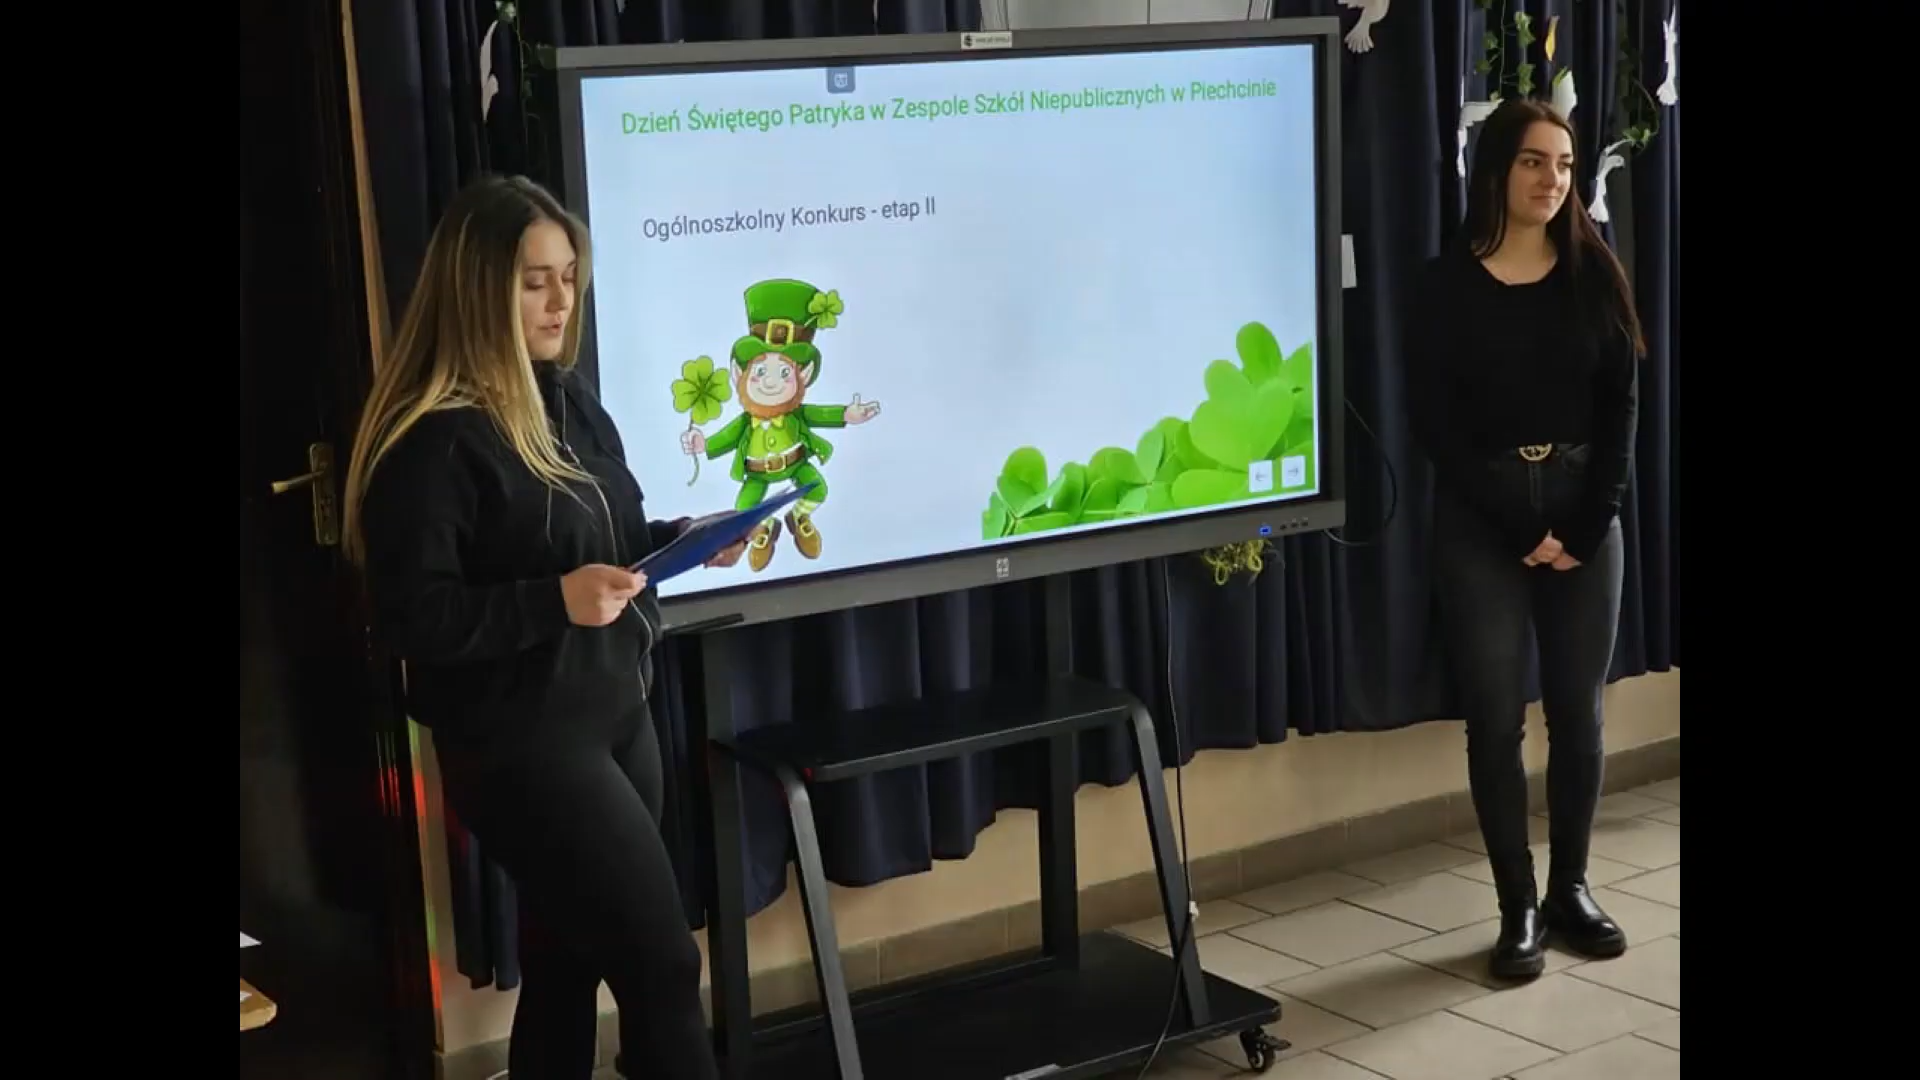 Dzień Świętego Patryka w Zespole Szkół Niepublicznych w Piechcinie
Ogólnoszkolny Konkurs - etap II